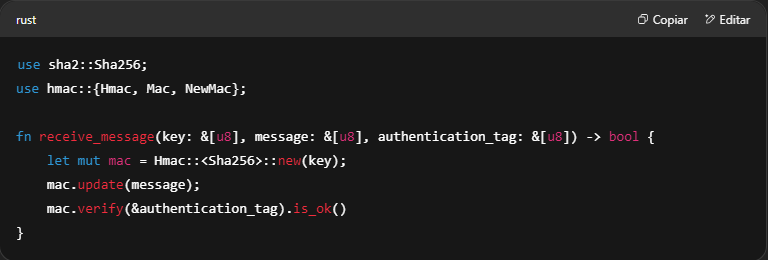 rust Copiar Editar
use sha2::Sha256;
use hmac::{Hmac, Mac, NewMac};
fn receive_message(key: &[u8], message: &[u8], authentication_tag: &[u8]) -> bool {
    let mut mac = Hmac::<Sha256>::new(key);
    mac.update(message);
    mac.verify(&authentication_tag).is_ok()
}